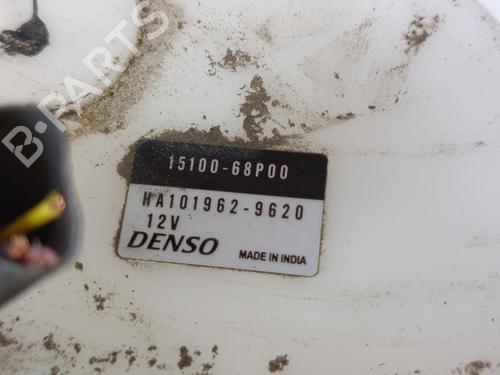 B-PARTS
15100-68P00
HA101962-9620
12V
DENSO MADE IN INDIA